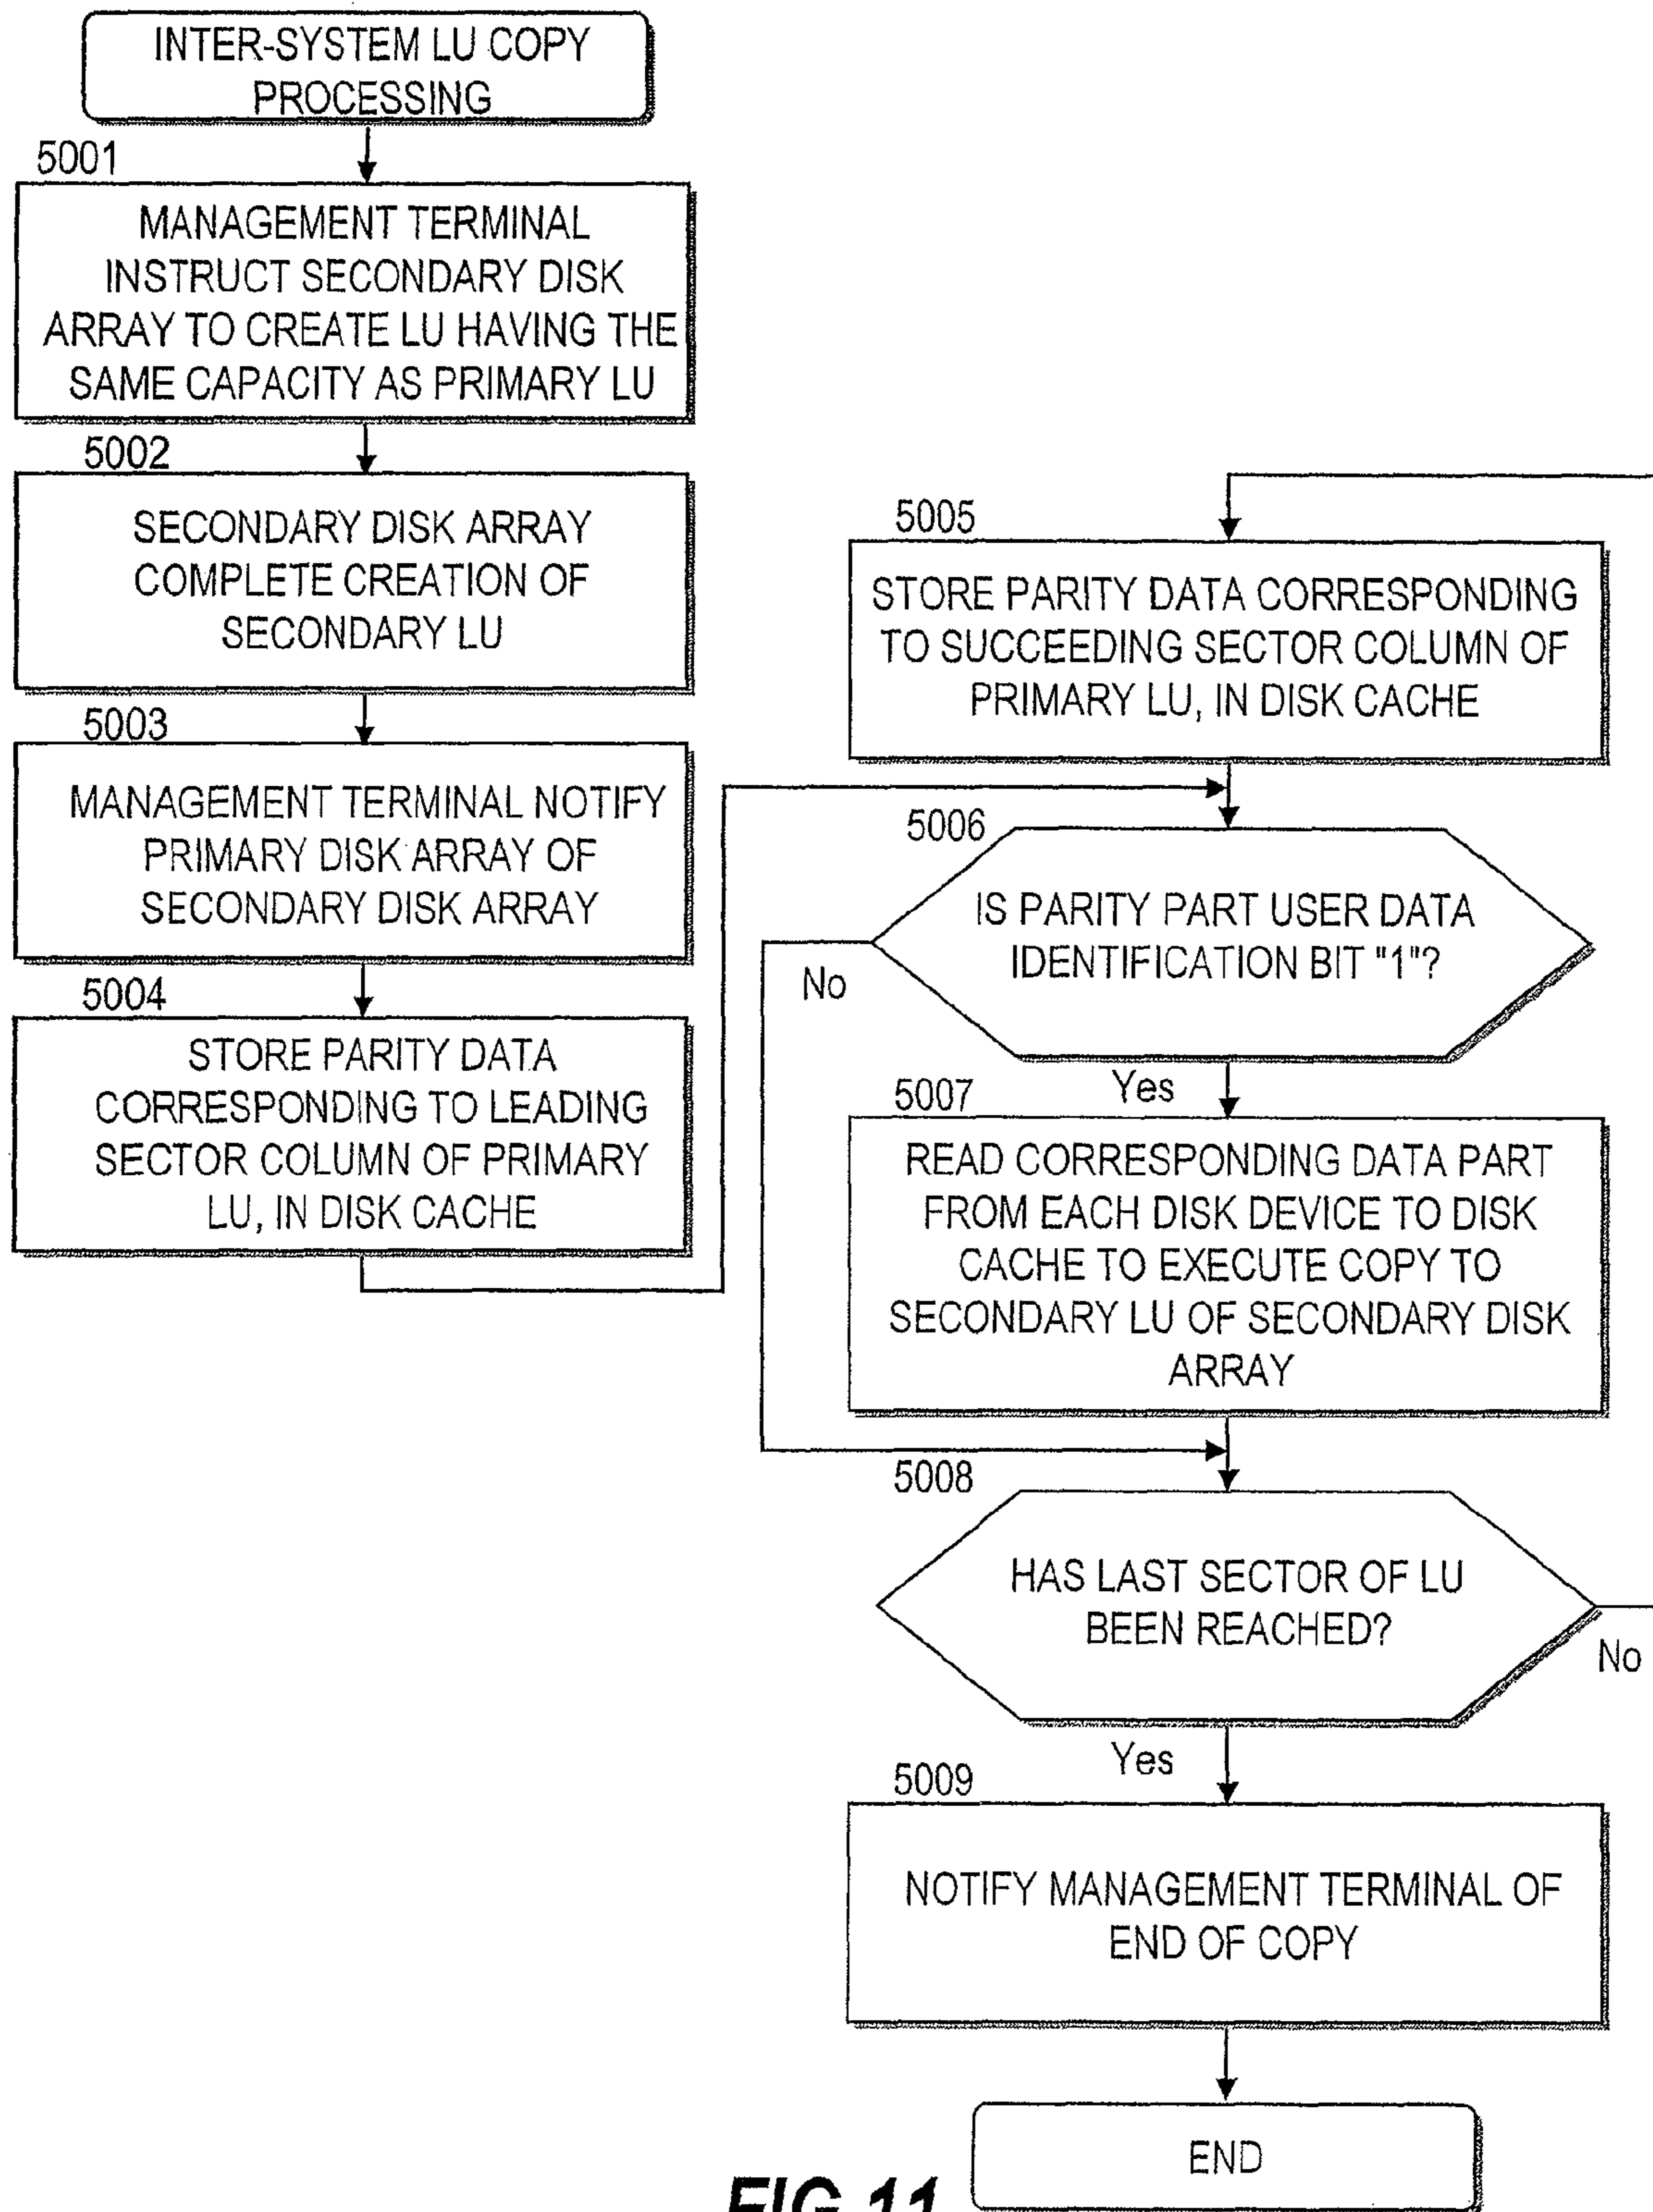 INTER-SYSTEM LU COPY
PROCESSING
5001
MANAGEMENT TERMINAL
INSTRUCT SECONDARY DISK
ARRAY TO CREATE LU HAVING THE
SAME CAPACITY AS PRIMARY LU
5002
SECONDARY DISK ARRAY
COMPLETE CREATION OF
SECONDARY LU
5003
MANAGEMENT TERMINAL NOTIFY
PRIMARY DISK ARRAY OF
SECONDARY DISK ARRAY
5004
STORE PARITY DATA
CORRESPONDING TO LEADING
SECTOR COLUMN OF PRIMARY
LU, IN DISK CACHE
5005
STORE PARITY DATA CORRESPONDING
TO SUCCEEDING SECTOR COLUMN OF
PRIMARY LU, IN DISK CACHE
5006
IS PARITY PART USER DATA
IDENTIFICATION BIT "1"?
No
Yes
5007
READ CORRESPONDING DATA PART
FROM EACH DISK DEVICE TO DISK
CACHE TO EXECUTE COPY TO
SECONDARY LU OF SECONDARY DISK
ARRAY
5008
HAS LAST SECTOR OF LU
BEEN REACHED?
No
Yes
5009
NOTIFY MANAGEMENT TERMINAL OF
END OF COPY
END
FIG.11